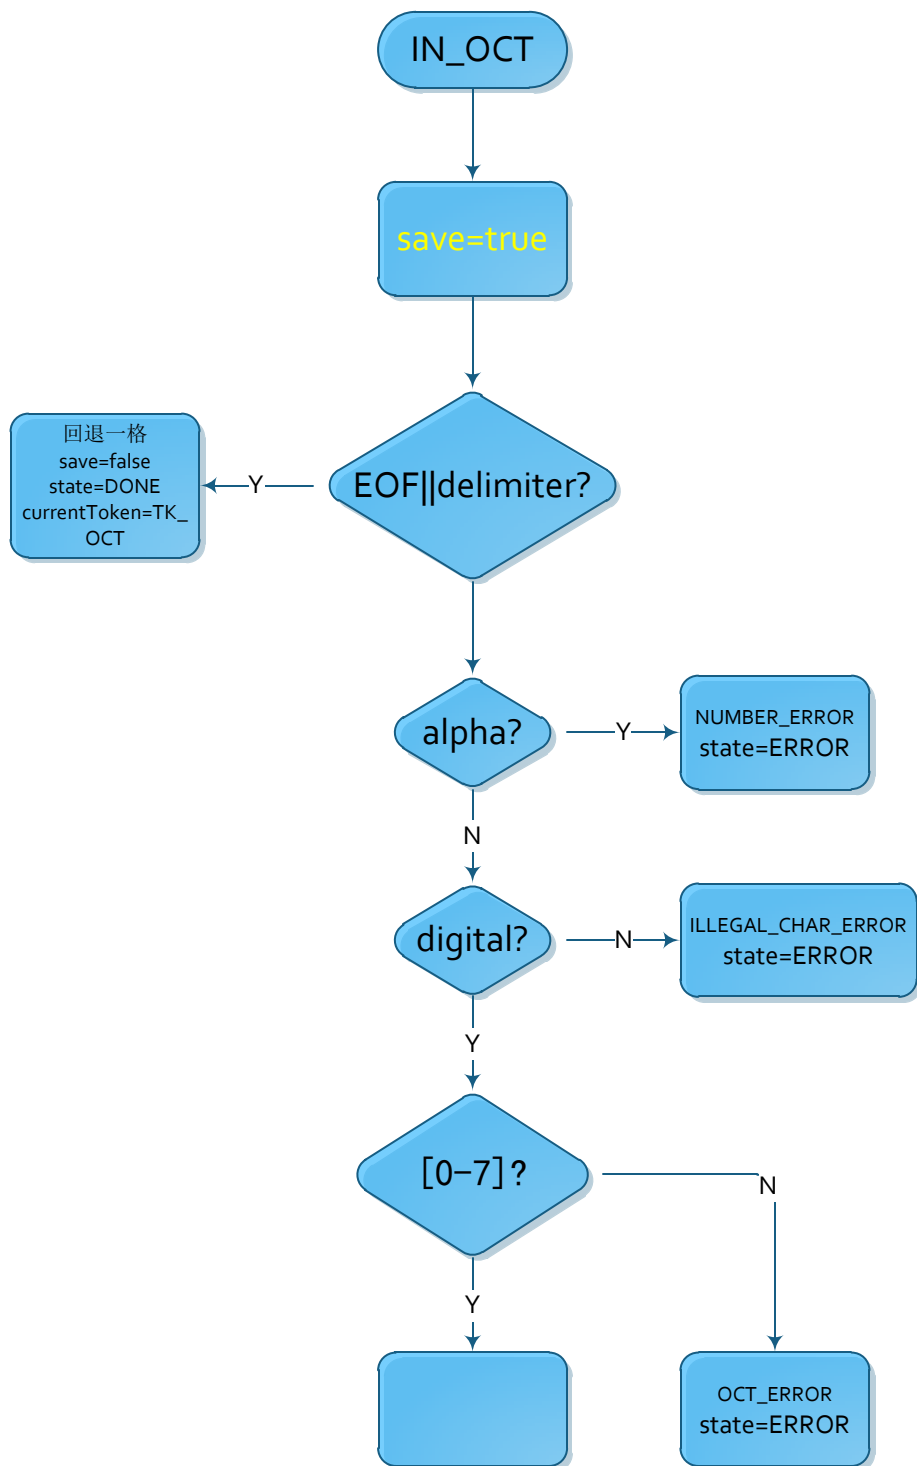 IN_OCT
save=true
EOF||delimiter?
Y
回退一格
save=false
state=DONE
currentToken=TK_
OCT
alpha?
Y
NUMBER_ERROR
state=ERROR
N
digital?
N
ILLEGAL_CHAR_ERROR
state=ERROR
Y
[0-7]?
N
Y
OCT_ERROR
state=ERROR